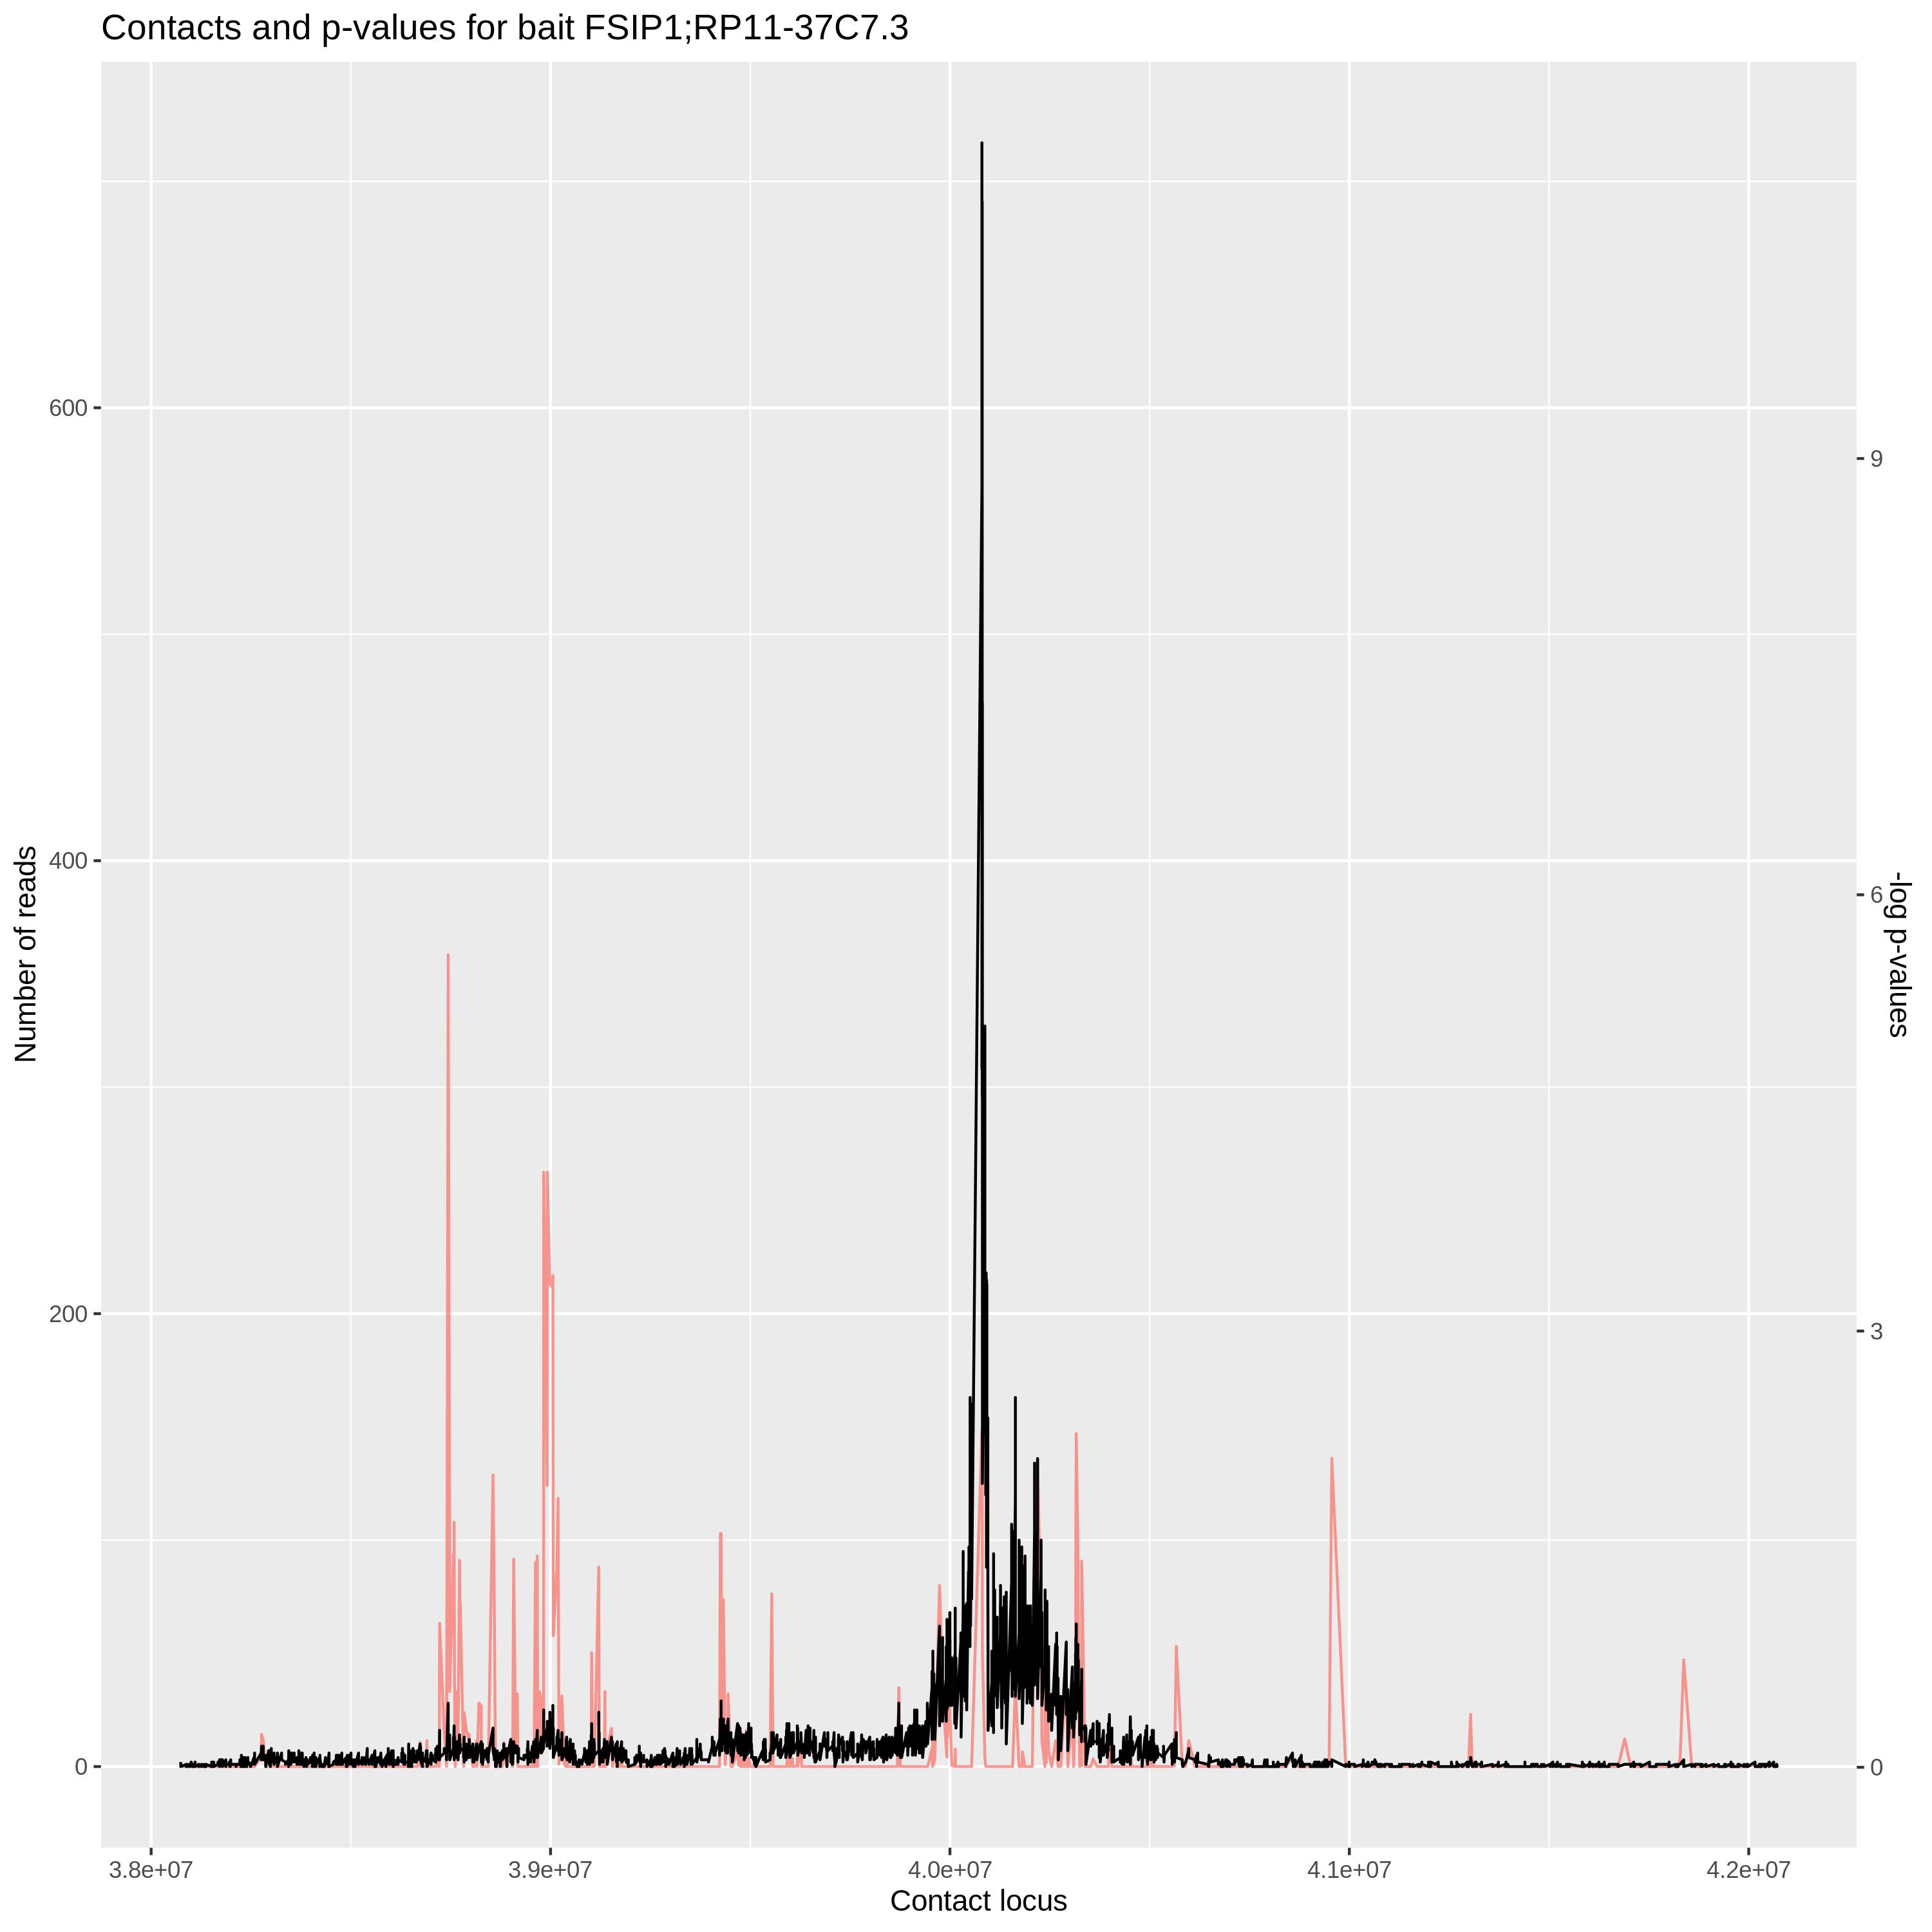 Contacts and p-values for bait FSIP1;RP11-37C7.3
600
400
200
0
Number of reads
9
6
3
0
-log p-values
3.8e+07 3.9e+07 4.0e+07 4.1e+07 4.2e+07
Contact locus